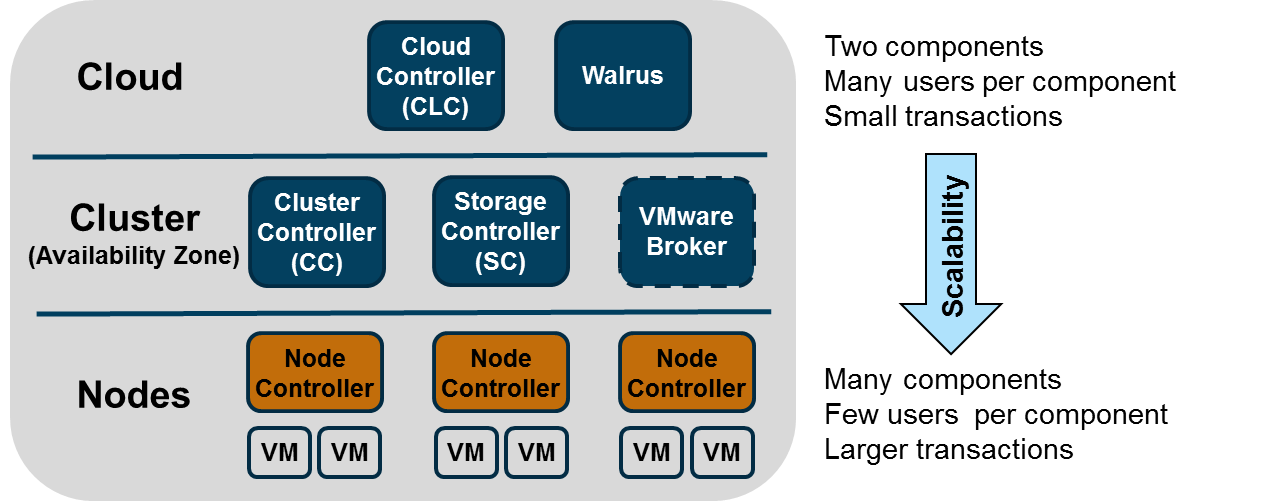 Cloud
Cloud
Controller
(CLC)
Walrus
Two components
Many users per component
Small transactions
Cluster
(Availability Zone)
Cluster
Controller
(CC)
Storage
Controller
(SC)
VMware
Broker
Scalability
Nodes
Node
Controller
Node
Controller
Node
Controller
VM
VM
VM
VM
VM
VM
Many components
Few users  per component
Larger transactions